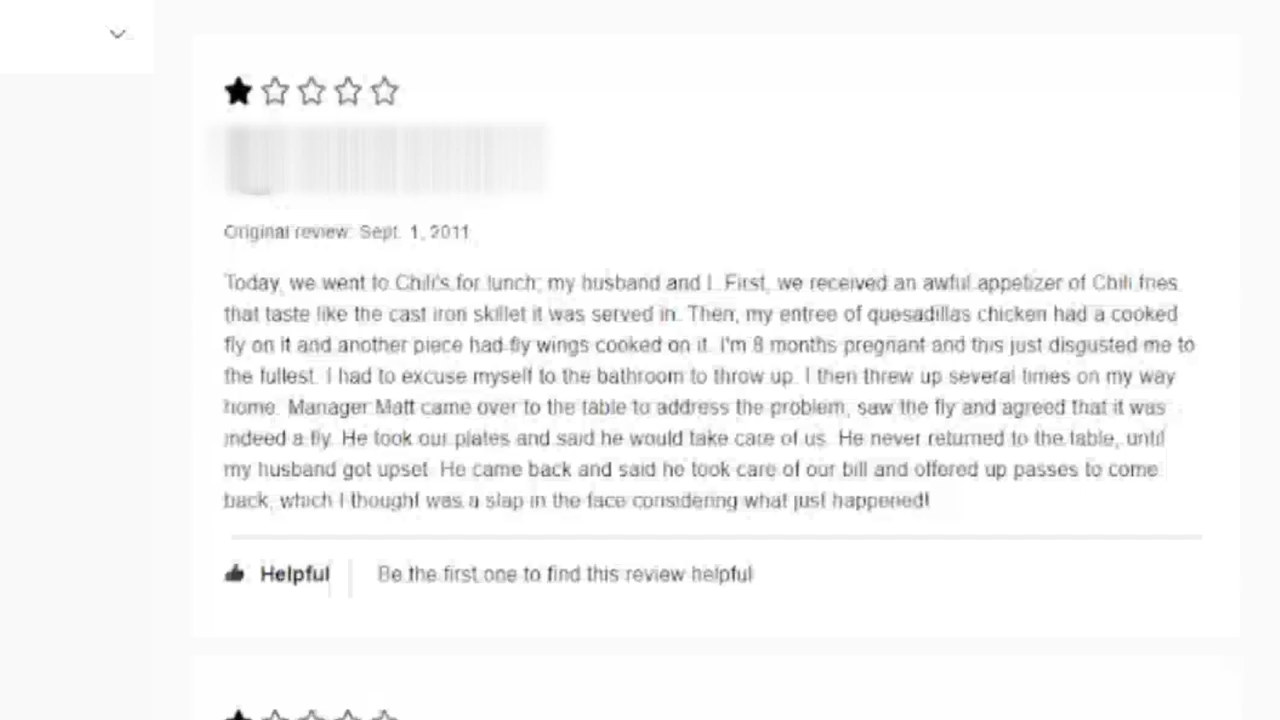 Original review: Sept. 1, 2011
Today, we went to Chili's for lunch; my husband and I. First, we received an awful appetizer of Chili fries
that taste like the cast iron skillet it was served in. Then, my entree of quesadillas chicken had a cooked
fly on it and another piece had fly wings cooked on it. I'm 8 months pregnant and this just disgusted me to
the fullest. I had to excuse myself to the bathroom to throw up. I then threw up several times on my way
home. Manager Matt came over to the table to address the problem, saw the fly and agreed that it was
indeed a fly. He took our plates and said he would take care of us. He never returned to the table, until
my husband got upset. He came back and said he took care of our bill and offered up passes to come
back, which I thought was a slap in the face considering what just happened!
Helpful
Be the first one to find this review helpful